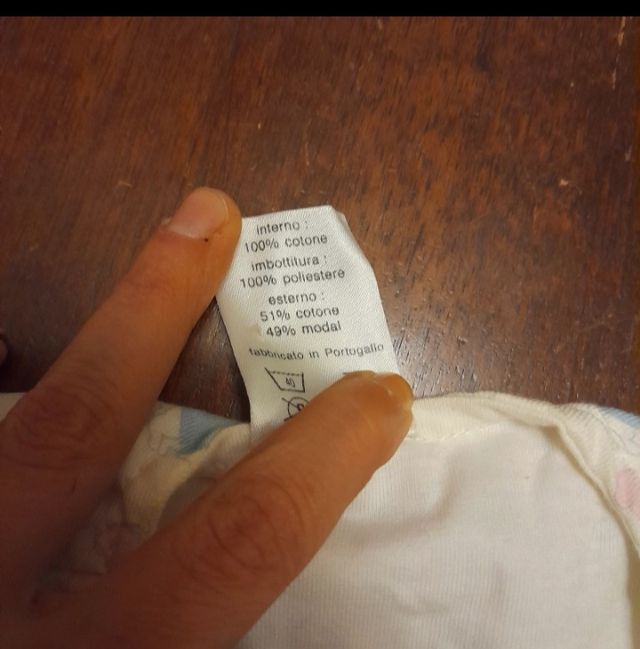 interno :
100% cotone
imbottitura :
100% poliestere
esterno :
51% cotone
49% modal
fabbricato in Portogallo